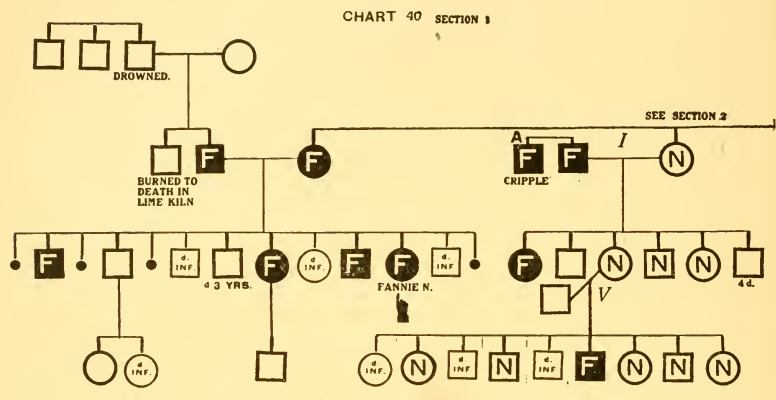 CHART 40 SECTION 1
DROWNED.
SEE SECTION 2
F F A F F I N
BURNED TO
DEATH IN
LIME KILN
CRIPPLE
F d. INF. F d. INF. F F d. INF F N N N
d 3 YRS. FANNIE N. V 4 d.
d INF. d. INF. N d. INF. N d. INF. F N N N